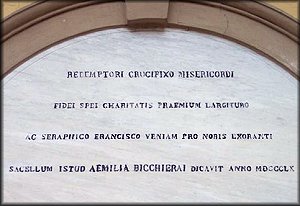 REDEMPTORI CRUCIFIXO MISERICORDI
FIDEI SPEI CHARITATIS PRAEMIUM LARGITURO
AC SERAPHICO FRANCISCO VENIAM PRO NOBIS EXORANTI
SACELLUM ISTUD AEMILIA BICCHIERAI DICAVIT ANNO MDCCCLX